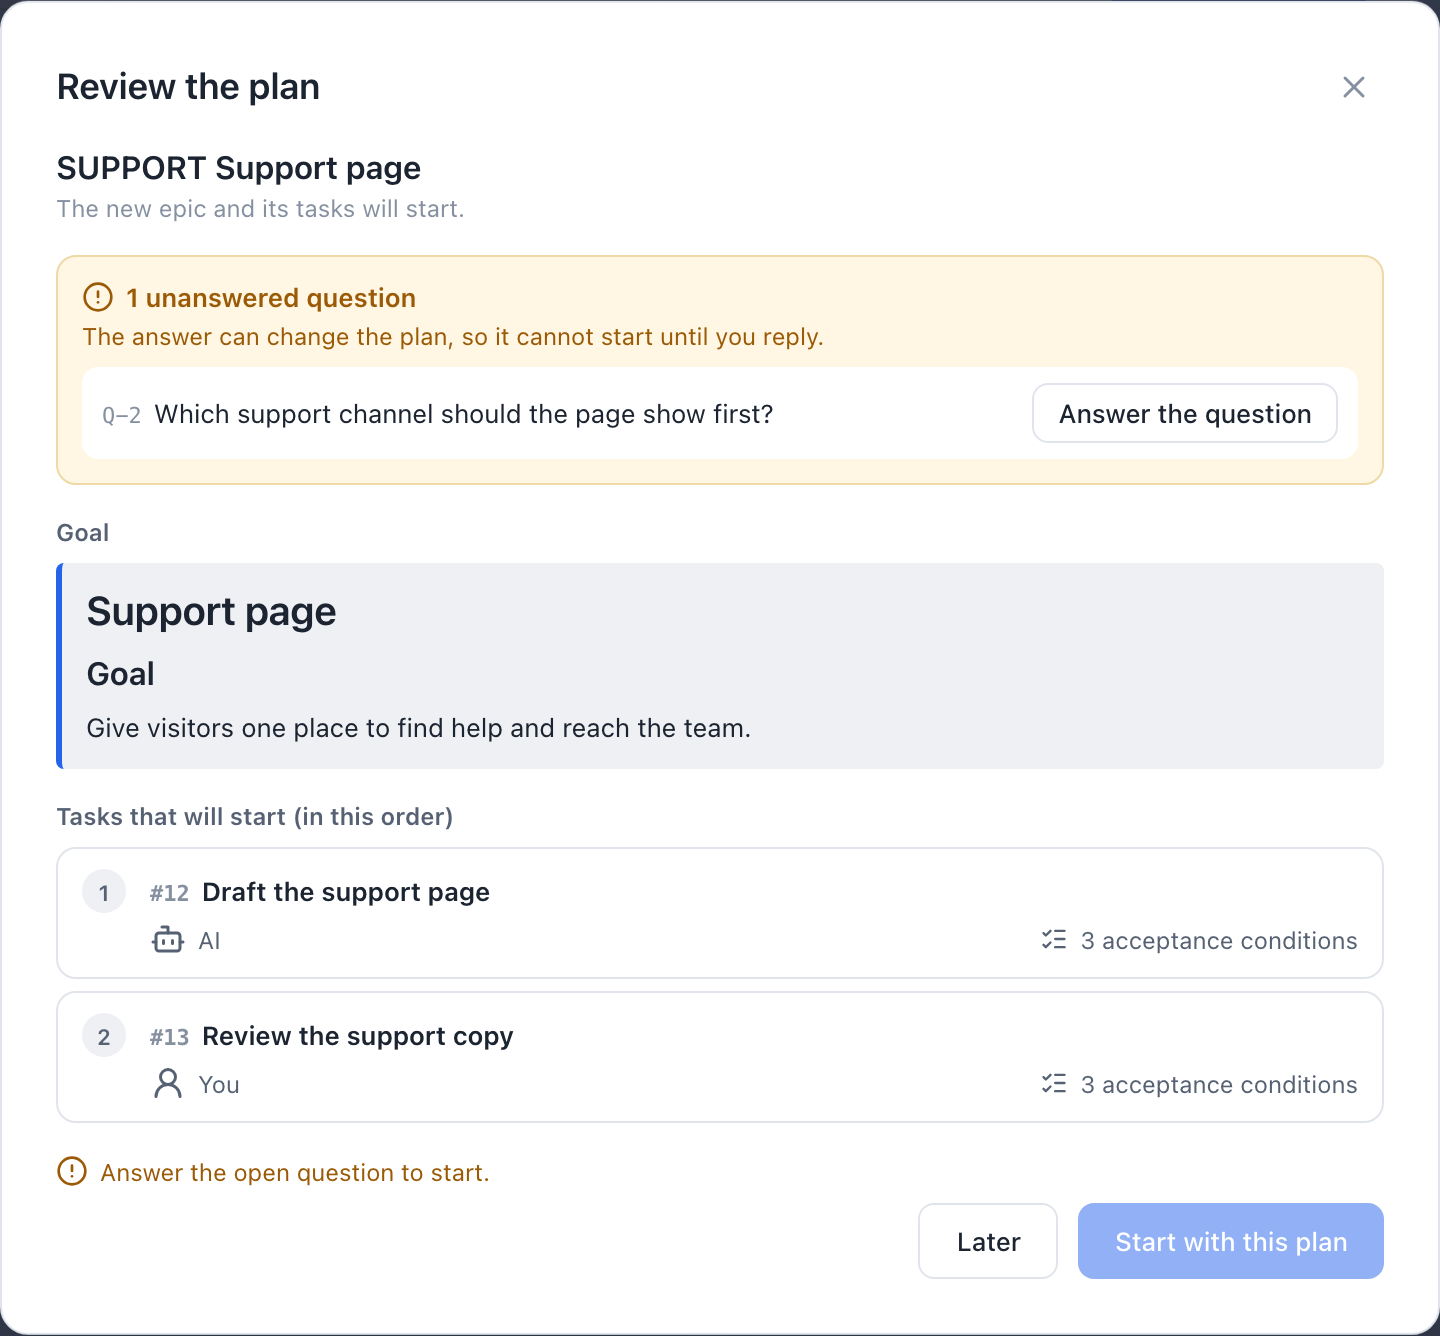 Review the plan
SUPPORT Support page
The new epic and its tasks will start.
1 unanswered question
The answer can change the plan, so it cannot start until you reply.
Q–2 Which support channel should the page show first?
Answer the question
Goal
Support page
Goal
Give visitors one place to find help and reach the team.
Tasks that will start (in this order)
1 #12 Draft the support page
AI
3 acceptance conditions
2 #13 Review the support copy
You
3 acceptance conditions
Answer the open question to start.
Later
Start with this plan